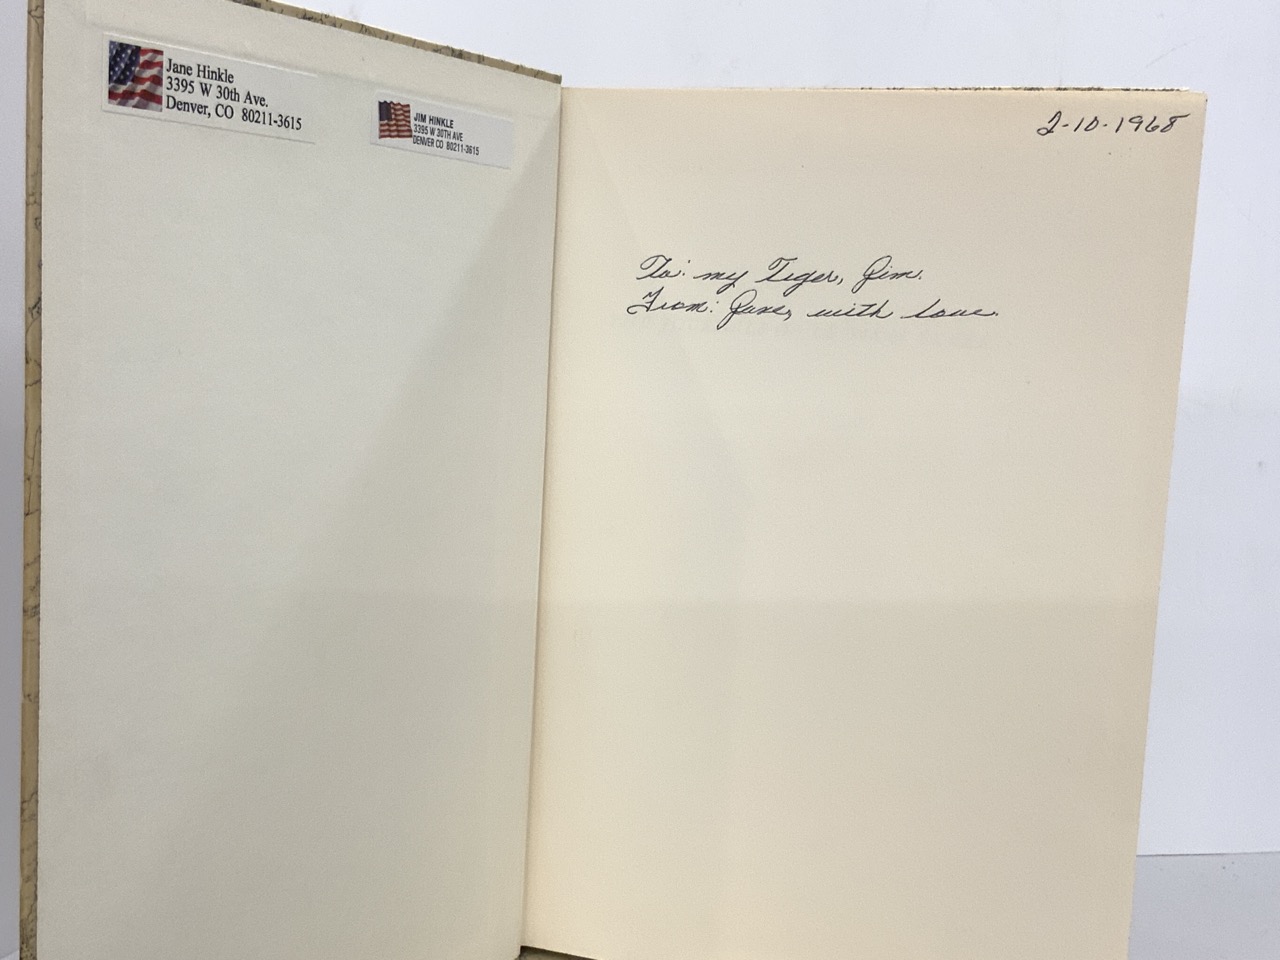 Jane Hinkle
3395 W 30th Ave.
Denver, CO 80211-3615
JIM HINKLE
3395 W 30TH AVE
DENVER CO 80211-3615
2-10-1968
To: my Tiger, Jim.
From: Jane, with love.